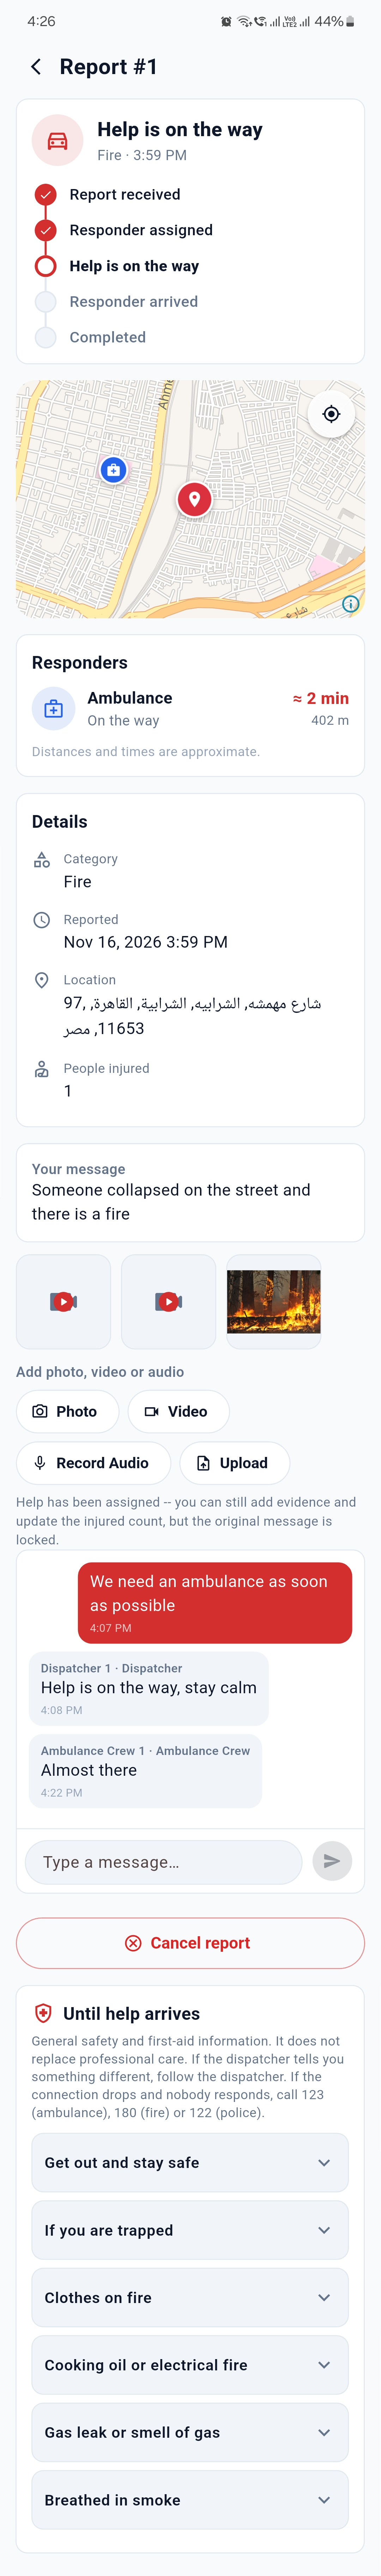 4:26
Vo)) LTE2
44%
Report #1
Help is on the way
Fire · 3:59 PM
Report received
Responder assigned
Help is on the way
Responder arrived
Completed
Responders
Ambulance
≈ 2 min
On the way
402 m
Distances and times are approximate.
Details
Category
Fire
Reported
Nov 16, 2026 3:59 PM
Location
97, شارع مهمشه, الشرابيه, الشرابية, القاهرة,
11653, مصر
People injured
1
Your message
Someone collapsed on the street and
there is a fire
Add photo, video or audio
Photo
Video
Record Audio
Upload
Help has been assigned -- you can still add evidence and
update the injured count, but the original message is
locked.
We need an ambulance as soon
as possible
4:07 PM
Dispatcher 1 · Dispatcher
Help is on the way, stay calm
4:08 PM
Ambulance Crew 1 · Ambulance Crew
Almost there
4:22 PM
Type a message…
Cancel report
Until help arrives
General safety and first-aid information. It does not
replace professional care. If the dispatcher tells you
something different, follow the dispatcher. If the
connection drops and nobody responds, call 123
(ambulance), 180 (fire) or 122 (police).
Get out and stay safe
If you are trapped
Clothes on fire
Cooking oil or electrical fire
Gas leak or smell of gas
Breathed in smoke